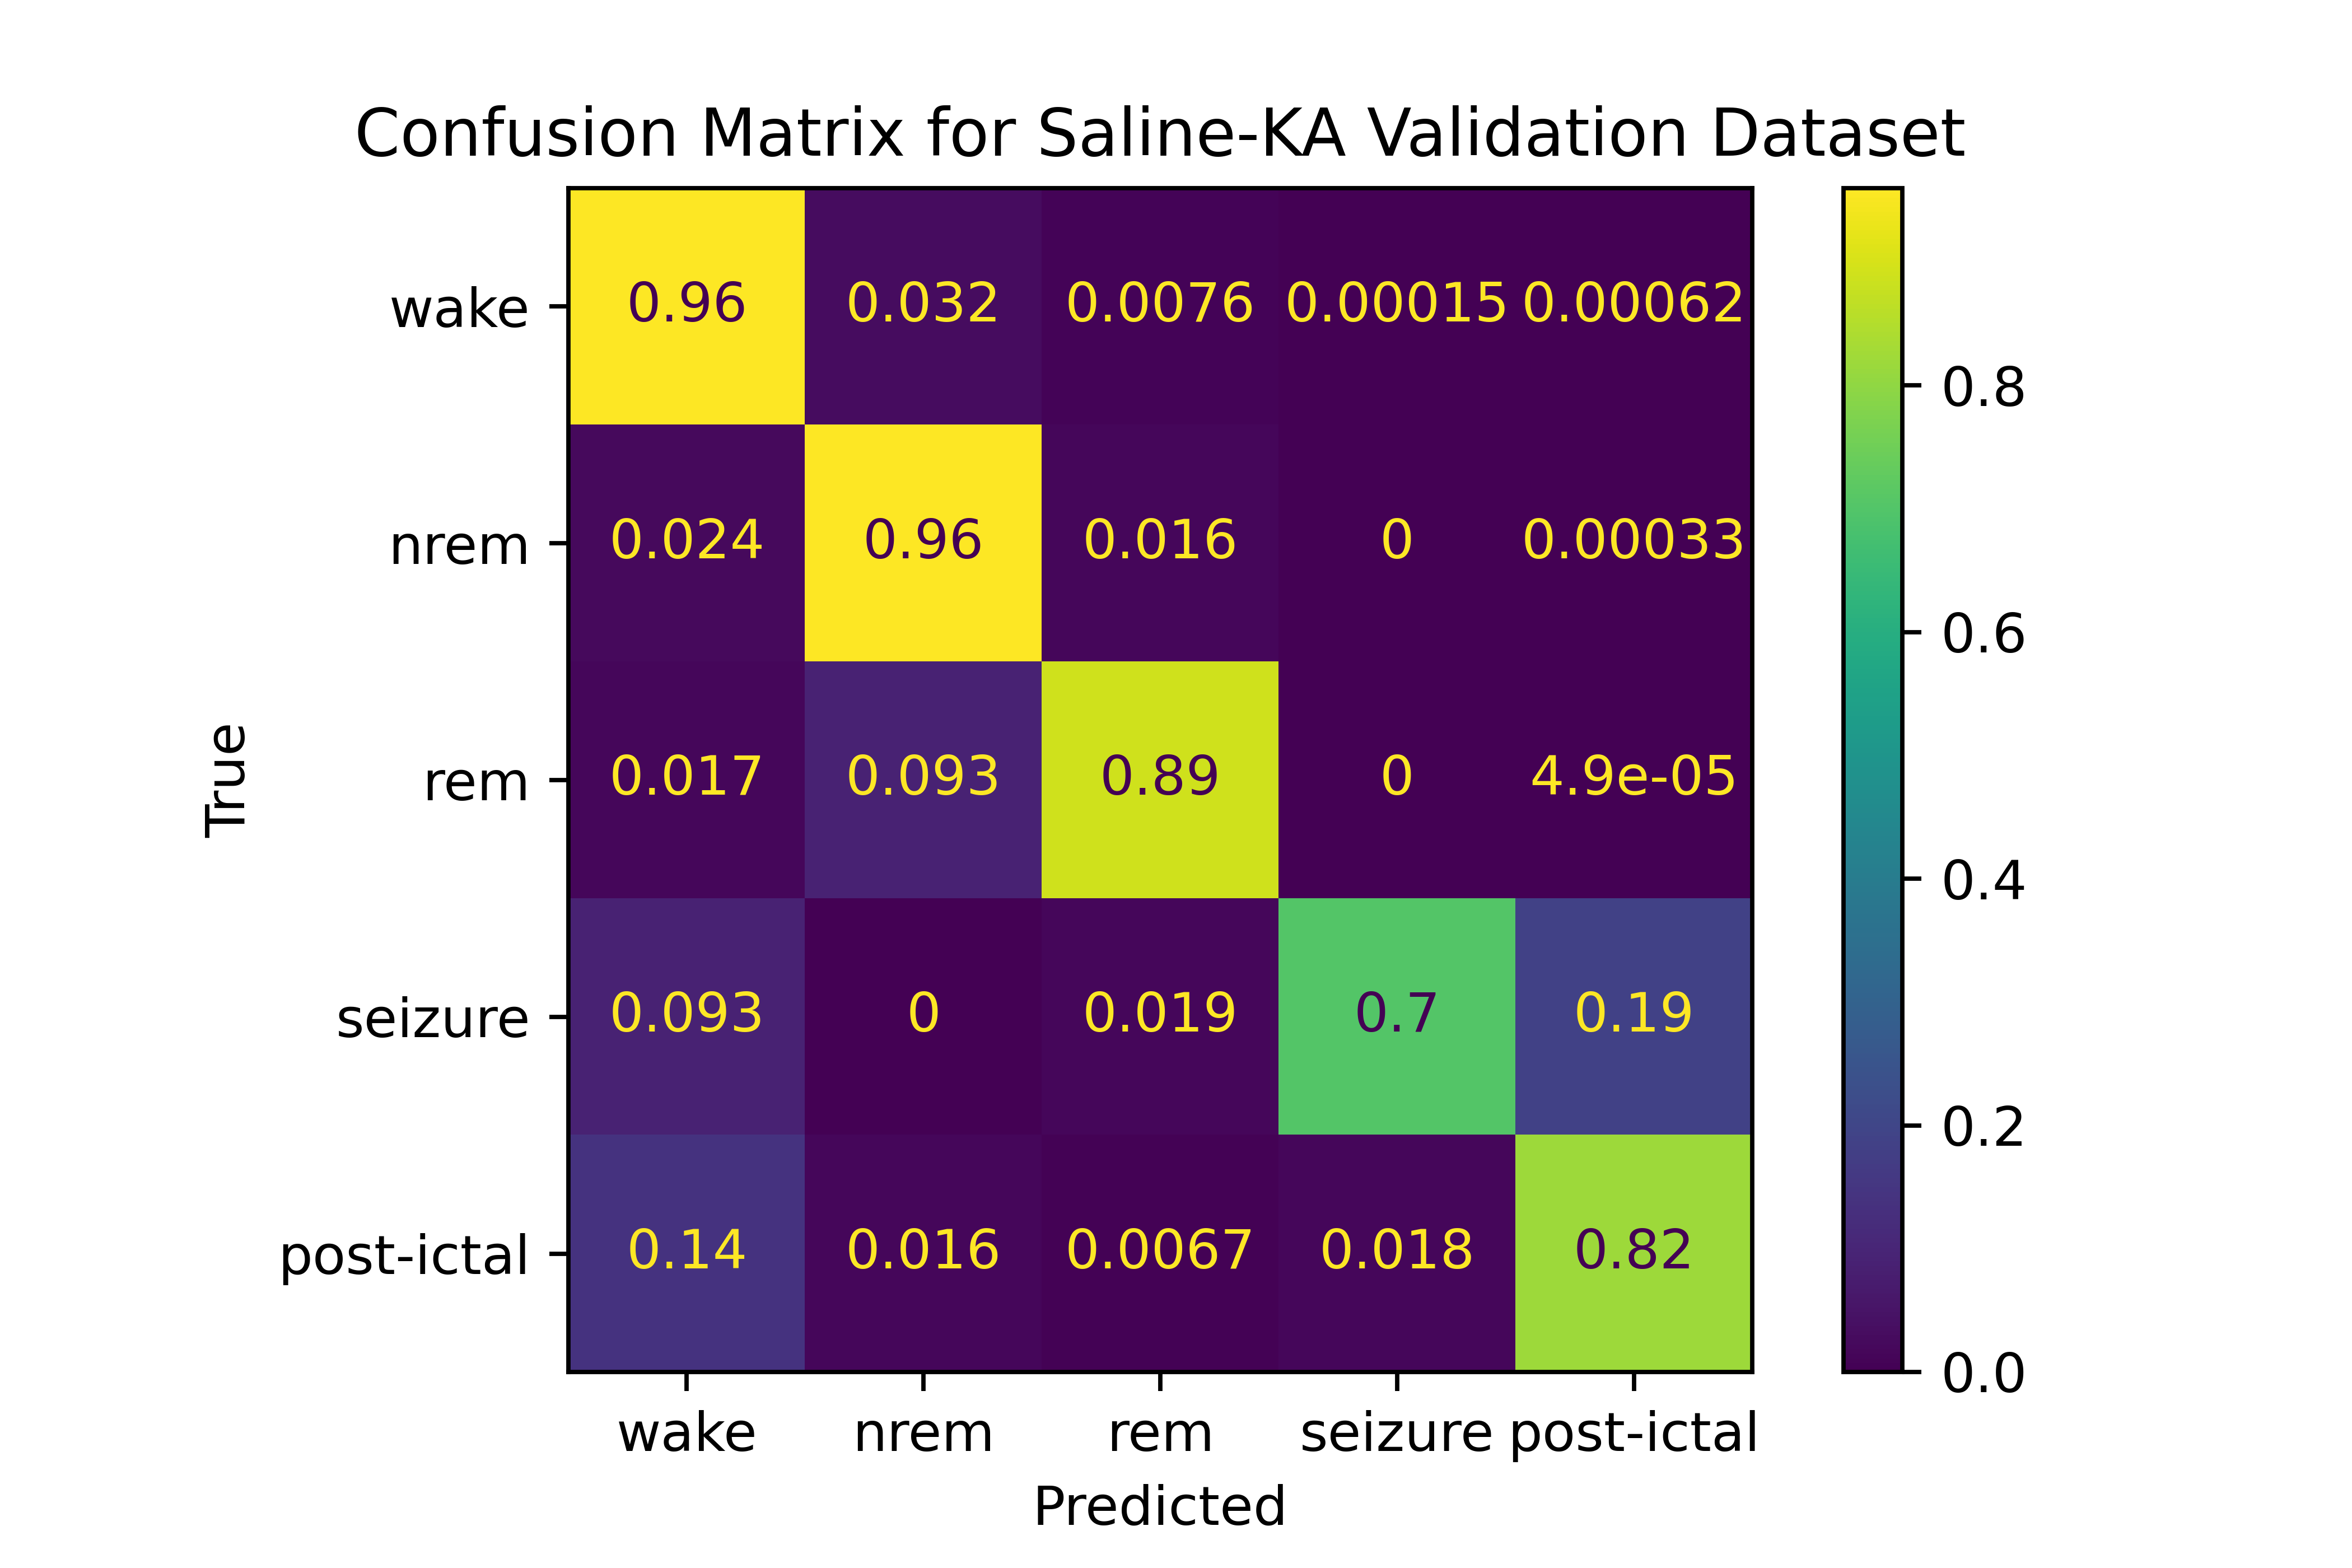 Confusion Matrix for Saline-KA Validation Dataset
wake 0.96 0.032 0.0076 0.00015 0.00062
nrem 0.024 0.96 0.016 0 0.00033
rem 0.017 0.093 0.89 0 4.9e-05
seizure 0.093 0 0.019 0.7 0.19
post-ictal 0.14 0.016 0.0067 0.018 0.82
wake nrem rem seizure post-ictal
Predicted
True
0.8
0.6
0.4
0.2
0.0